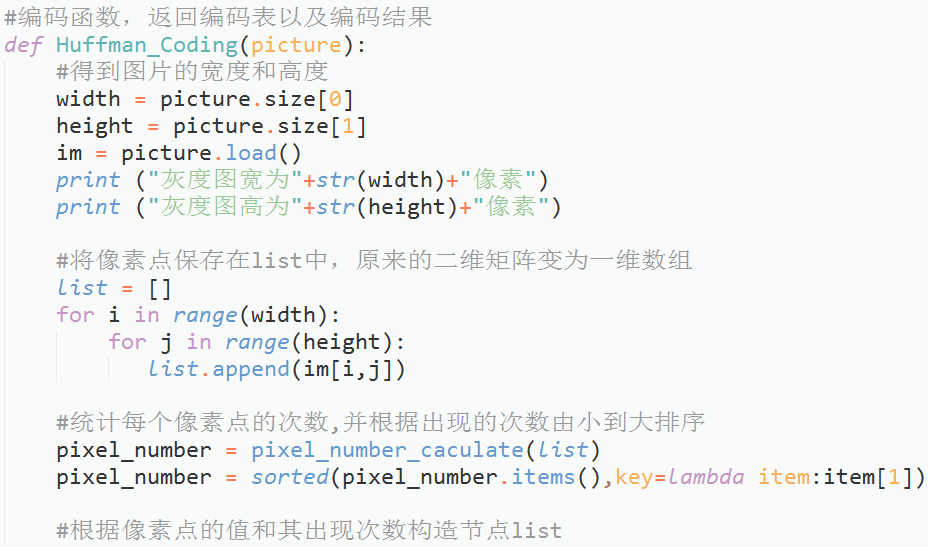 #编码函数，返回编码表以及编码结果
def Huffman_Coding(picture):
    #得到图片的宽度和高度
    width = picture.size[0]
    height = picture.size[1]
    im = picture.load()
    print ("灰度图宽为"+str(width)+"像素")
    print ("灰度图高为"+str(height)+"像素")
    #将像素点保存在list中，原来的二维矩阵变为一维数组
    list = []
    for i in range(width):
        for j in range(height):
           list.append(im[i,j])
    #统计每个像素点的次数,并根据出现的次数由小到大排序
    pixel_number = pixel_number_caculate(list)
    pixel_number = sorted(pixel_number.items(),key=lambda item:item[1])
    #根据像素点的值和其出现次数构造节点list